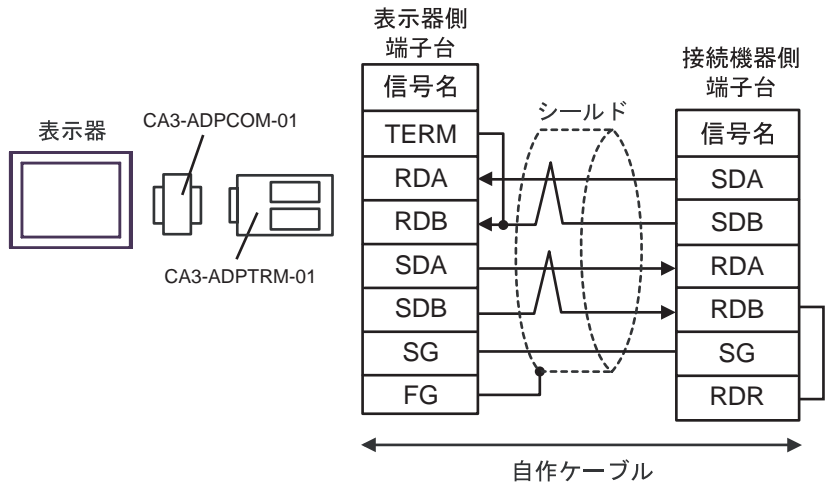 表示器
CA3-ADPCOM-01
CA3-ADPTRM-01
表示器側
端子台
信号名
TERM
RDA
RDB
SDA
SDB
SG
FG
シールド
接続機器側
端子台
信号名
SDA
SDB
RDA
RDB
SG
RDR
自作ケーブル